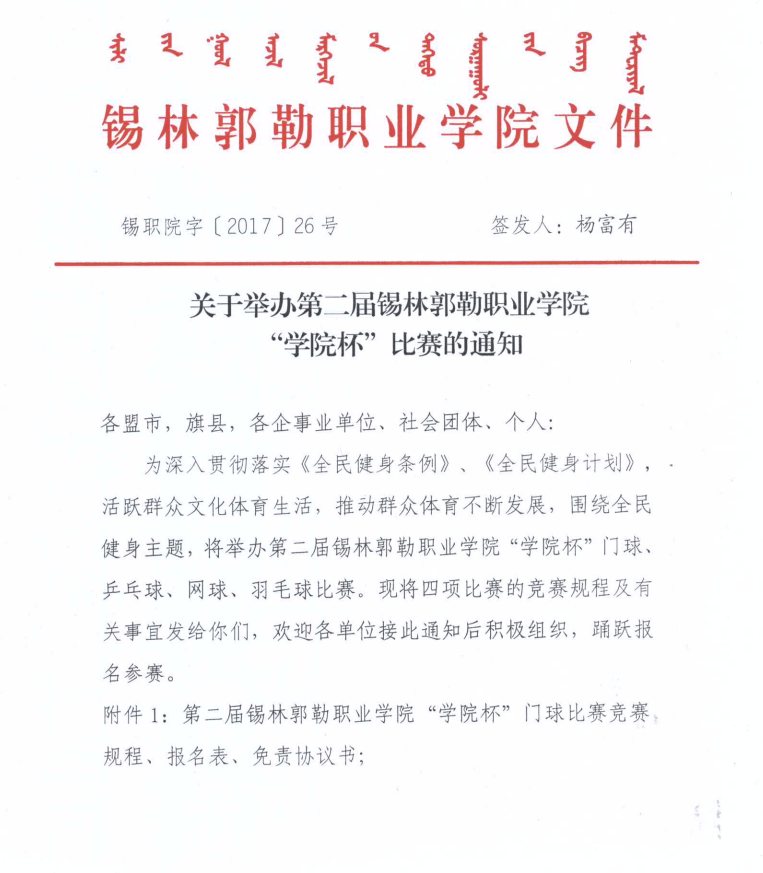 锡林郭勒职业学院文件
锡职院字〔2017〕26号 签发人：杨富有
关于举办第二届锡林郭勒职业学院
“学院杯”比赛的通知
各盟市，旗县，各企事业单位、社会团体、个人：
为深入贯彻落实《全民健身条例》、《全民健身计划》，
活跃群众文化体育生活，推动群众体育不断发展，围绕全民
健身主题，将举办第二届锡林郭勒职业学院“学院杯”门球、
乒乓球、网球、羽毛球比赛。现将四项比赛的竞赛规程及有
关事宜发给你们，欢迎各单位接此通知后积极组织，踊跃报
名参赛。
附件1：第二届锡林郭勒职业学院“学院杯”门球比赛竞赛
规程、报名表、免责协议书；